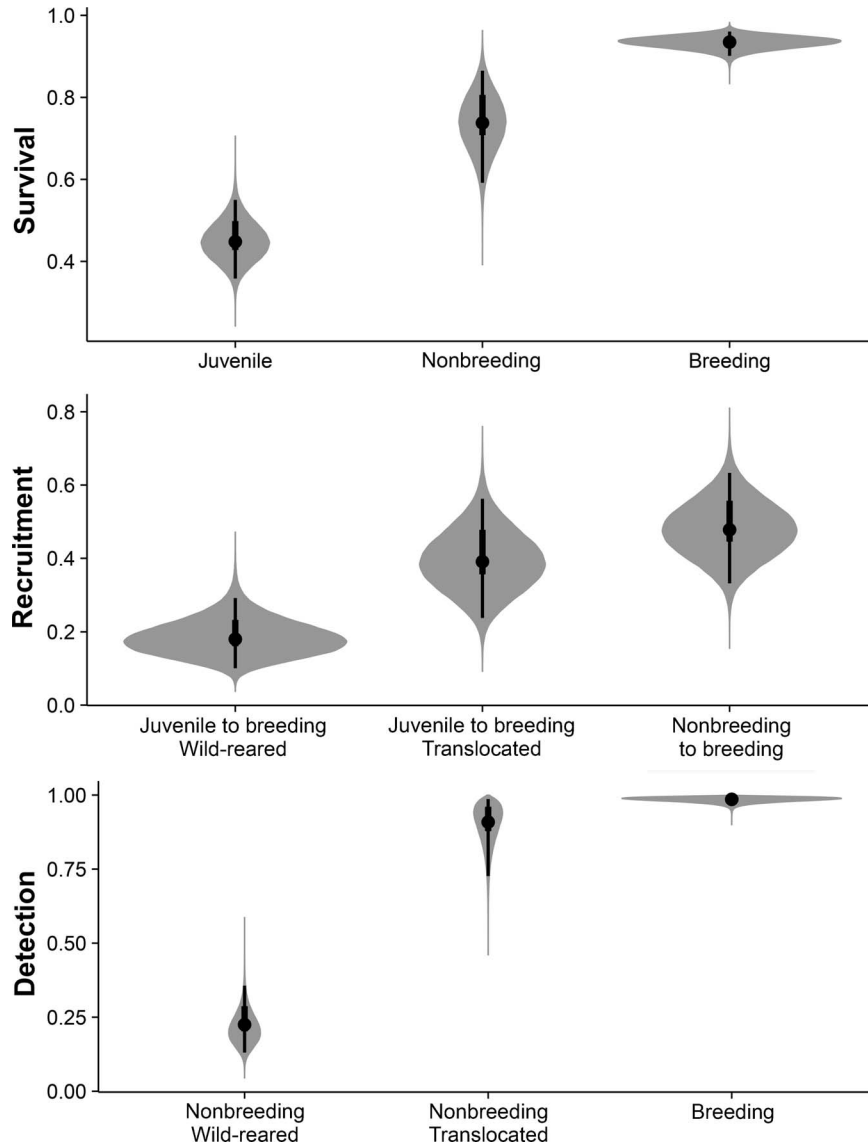 Survival
1.0
0.8
0.6
0.4
Juvenile
Nonbreeding
Breeding
Recruitment
0.8
0.6
0.4
0.2
0.0
Juvenile to breeding
Wild-reared
Juvenile to breeding
Translocated
Nonbreeding
to breeding
Detection
1.00
0.75
0.50
0.25
0.00
Nonbreeding
Wild-reared
Nonbreeding
Translocated
Breeding